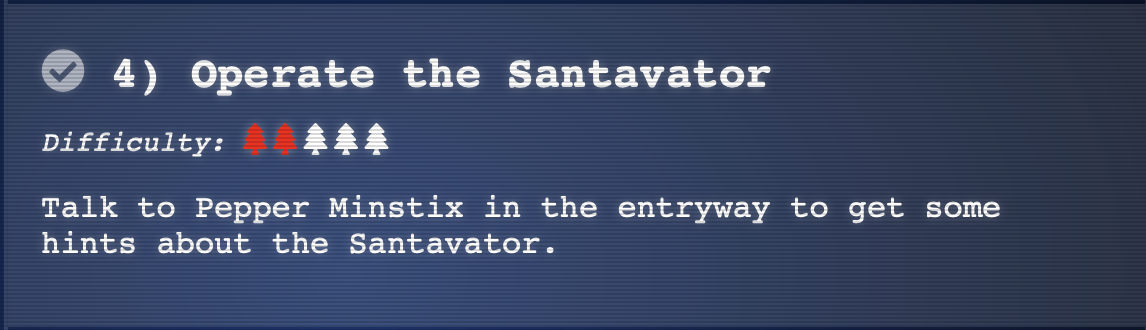 4) Operate the Santavator
Difficulty:
Talk to Pepper Minstix in the entryway to get some
hints about the Santavator.